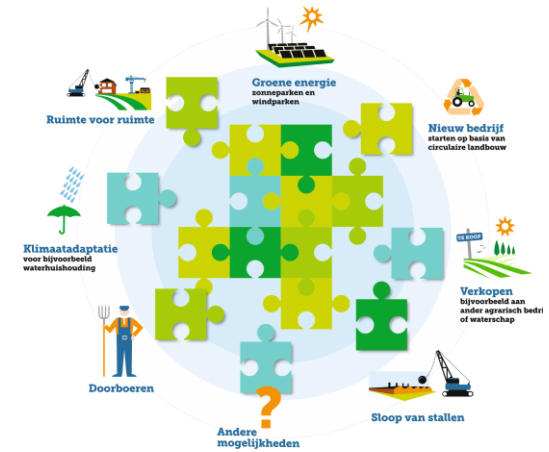 Groene energie
zonneparken en
windparken
Ruimte voor ruimte
Nieuw bedrijf
starten op basis van
circulaire landbouw
Klimaatadaptatie
voor bijvoorbeeld
waterhuishouding
TE KOOP
Verkopen
bijvoorbeeld aan
ander agrarisch bedri
of waterschap
Doorboeren
Sloop van stallen
?
Andere
mogelijkheden